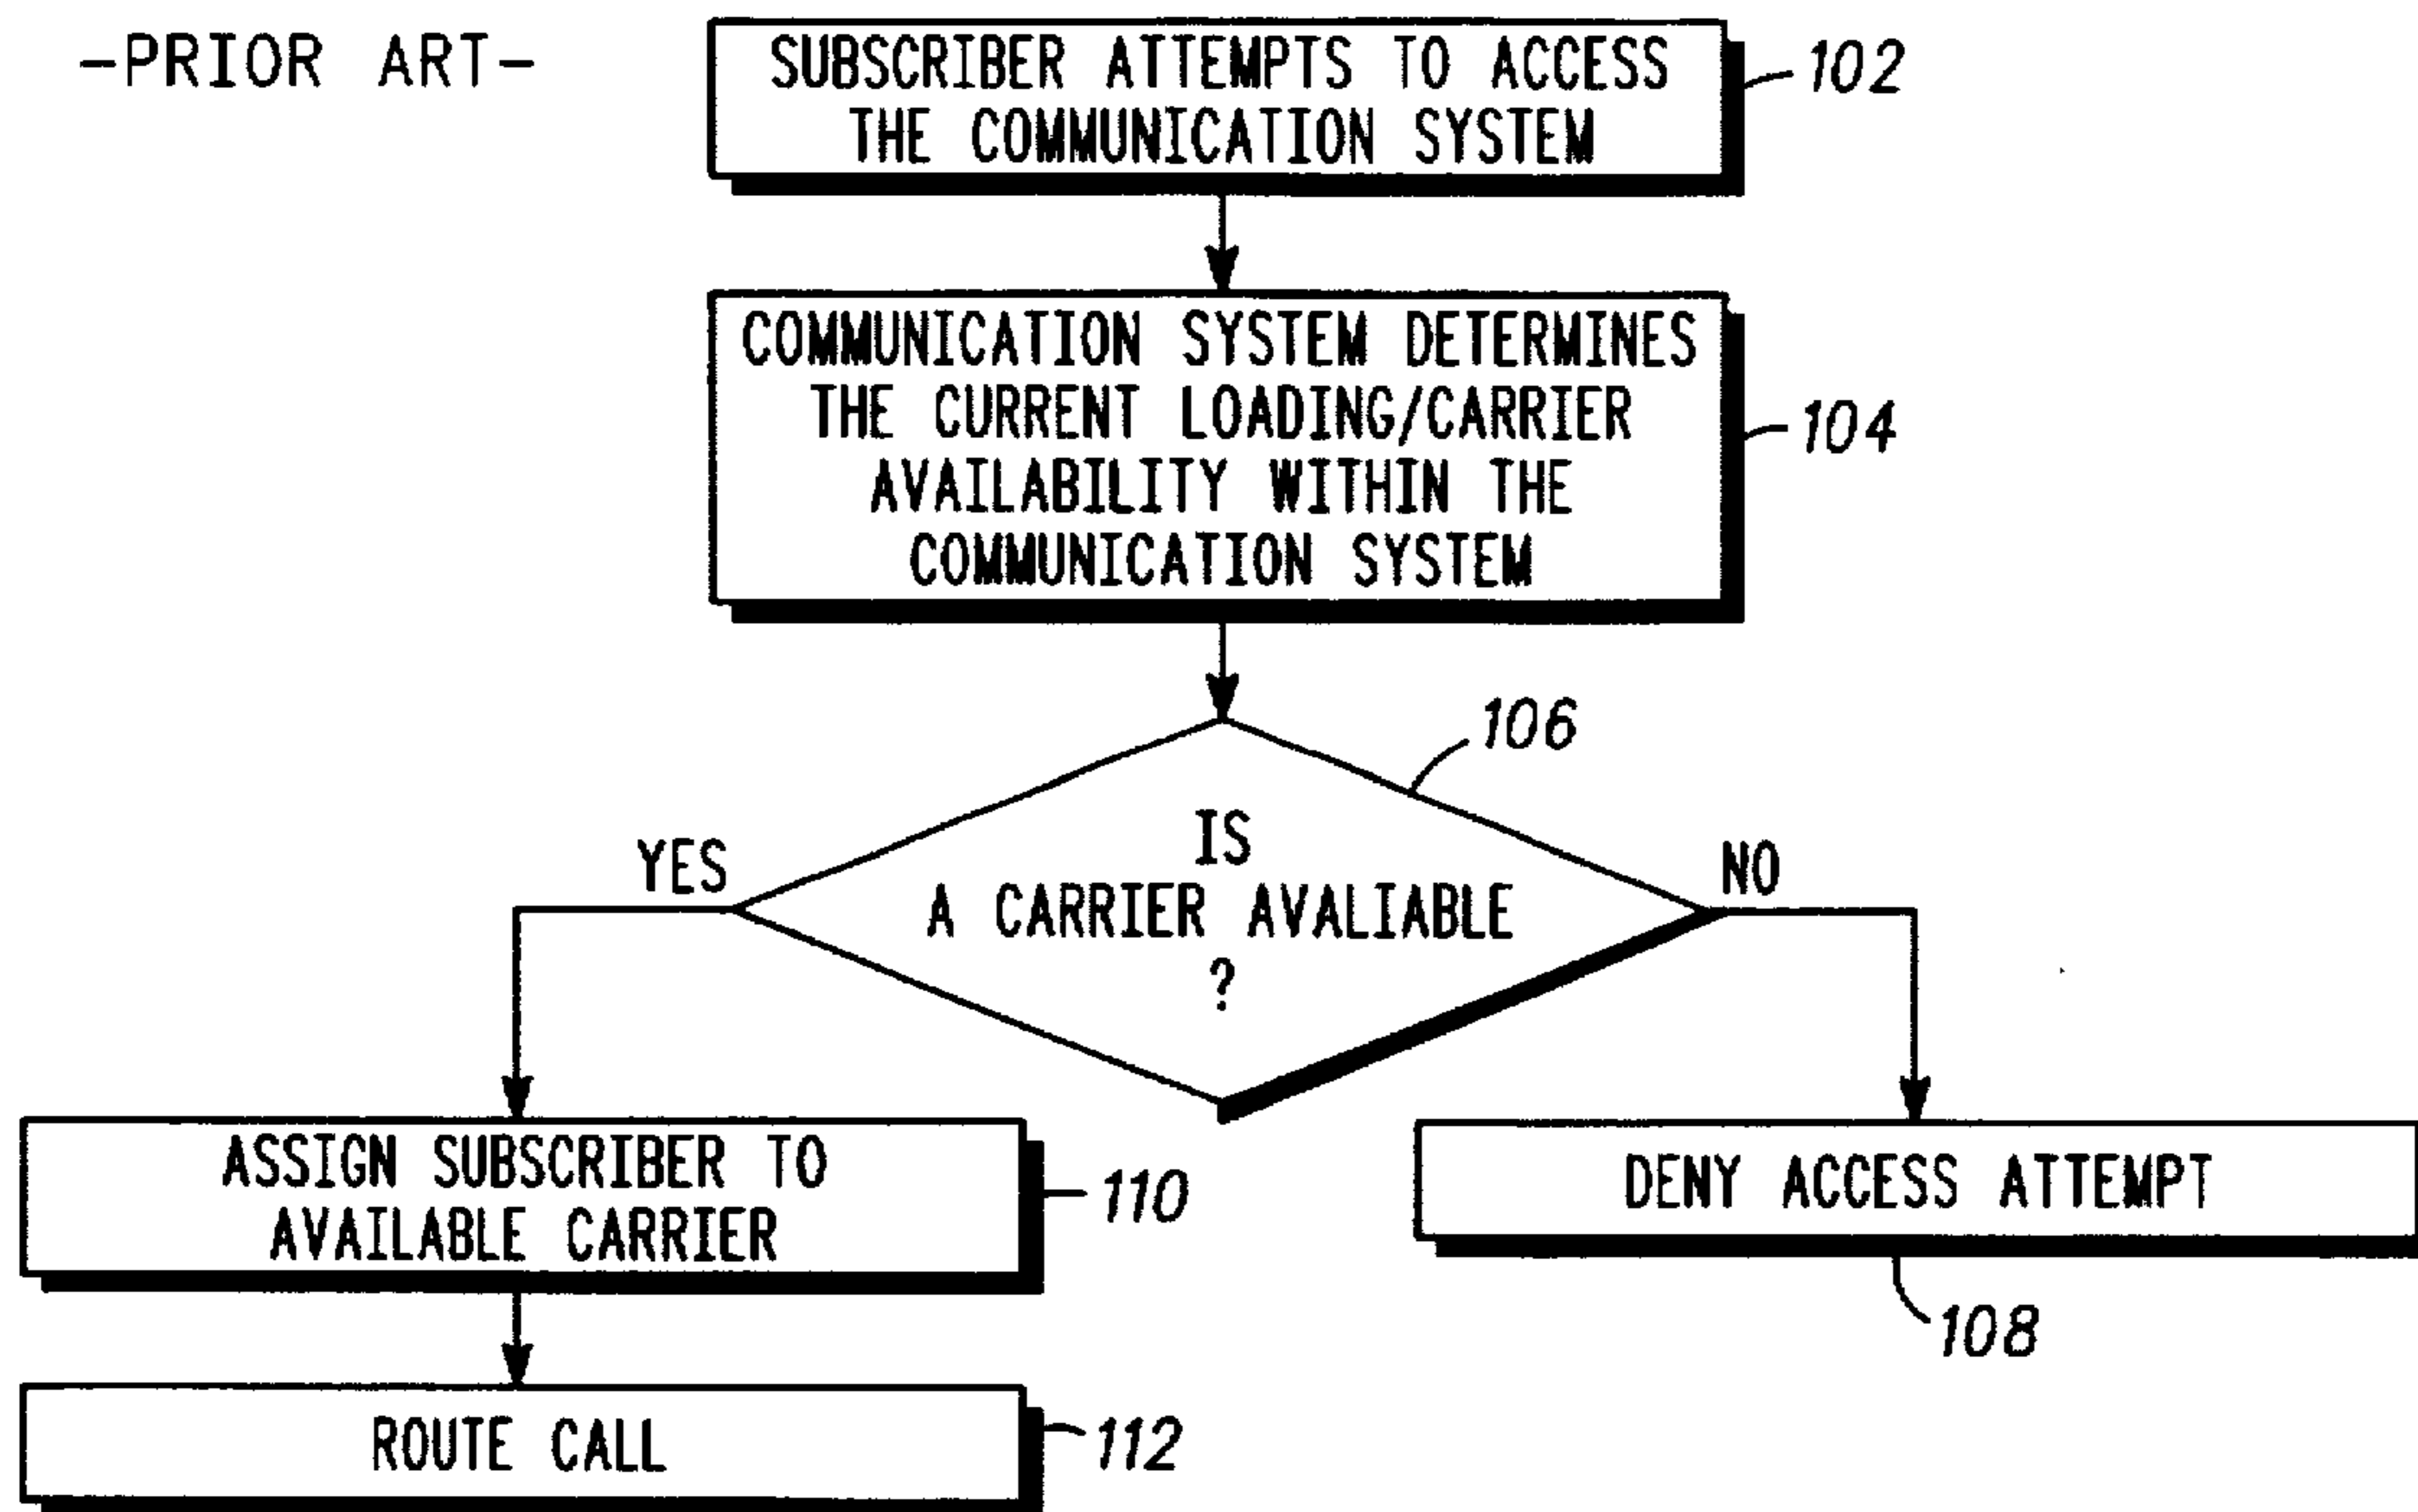 -PRIOR ART-
SUBSCRIBER ATTEMPTS TO ACCESS
THE COMMUNICATION SYSTEM
102
COMMUNICATION SYSTEM DETERMINES
THE CURRENT LOADING/CARRIER
AVAILABILITY WITHIN THE
COMMUNICATION SYSTEM
104
106
IS
A CARRIER AVALIABLE
?
YES
NO
ASSIGN SUBSCRIBER TO
AVAILABLE CARRIER
110
DENY ACCESS ATTEMPT
108
ROUTE CALL
112